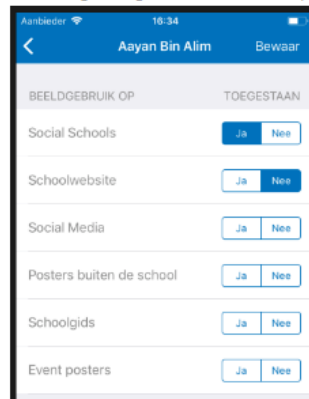 Aanbieder 16:34
Aayan Bin Alim Bewaar
BEELDGEBRUIK OP TOEGESTAAN
Social Schools Ja Nee
Schoolwebsite Ja Nee
Social Media Ja Nee
Posters buiten de school Ja Nee
Schoolgids Ja Nee
Event posters Ja Nee